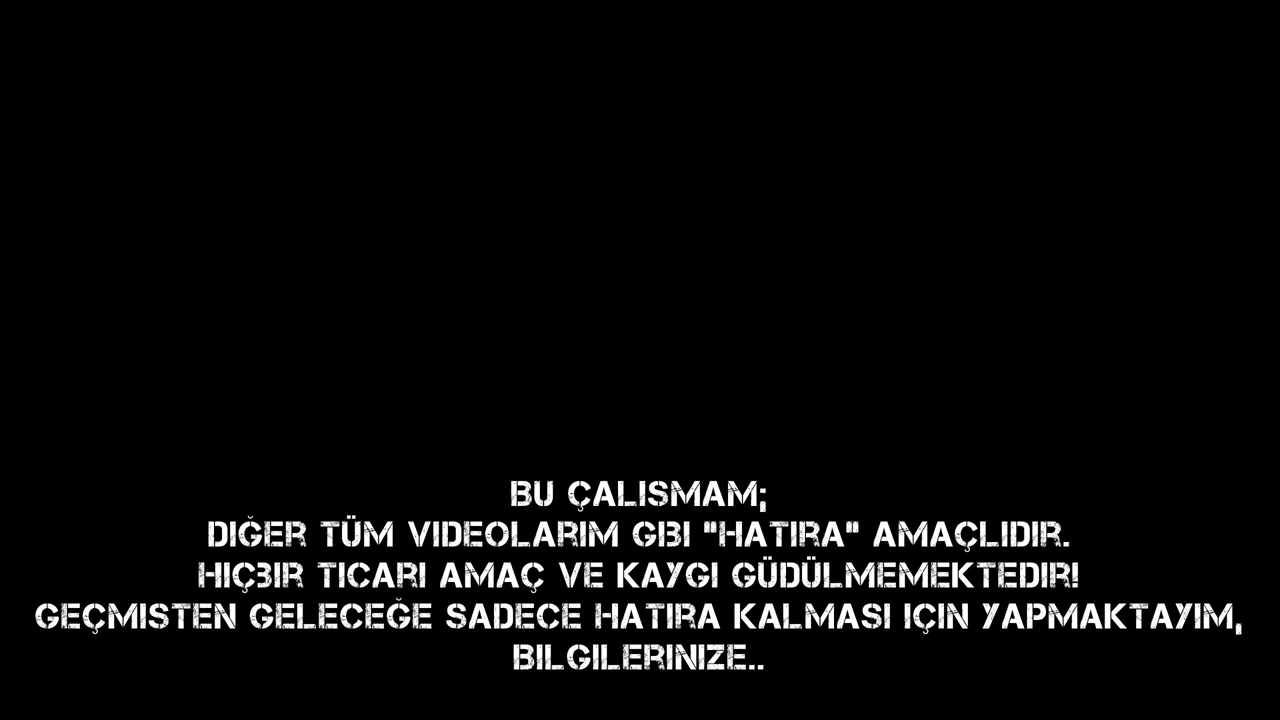 BU ÇALISMAM;
DIĞER TÜM VIDEOLARIM GIBI "HATIRA" AMAÇLIDIR.
HIÇBIR TICARI AMAÇ VE KAYGI GÜDÜLMEMEKTEDIR!
GEÇMISTEN GELECEĞE SADECE HATIRA KALMASI IÇIN YAPMAKTAYIM,
BILGILERINIZE..